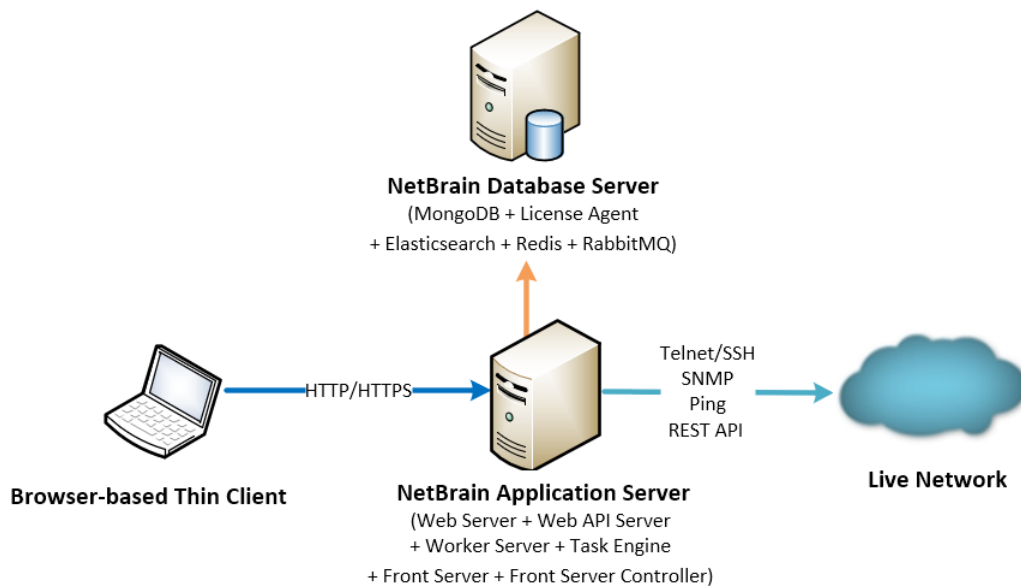 NetBrain Database Server
(MongoDB + License Agent
+ Elasticsearch + Redis + RabbitMQ)
HTTP/HTTPS
Telnet/SSH
SNMP
Ping
REST API
Browser-based Thin Client
NetBrain Application Server
(Web Server + Web API Server
+ Worker Server + Task Engine
+ Front Server + Front Server Controller)
Live Network